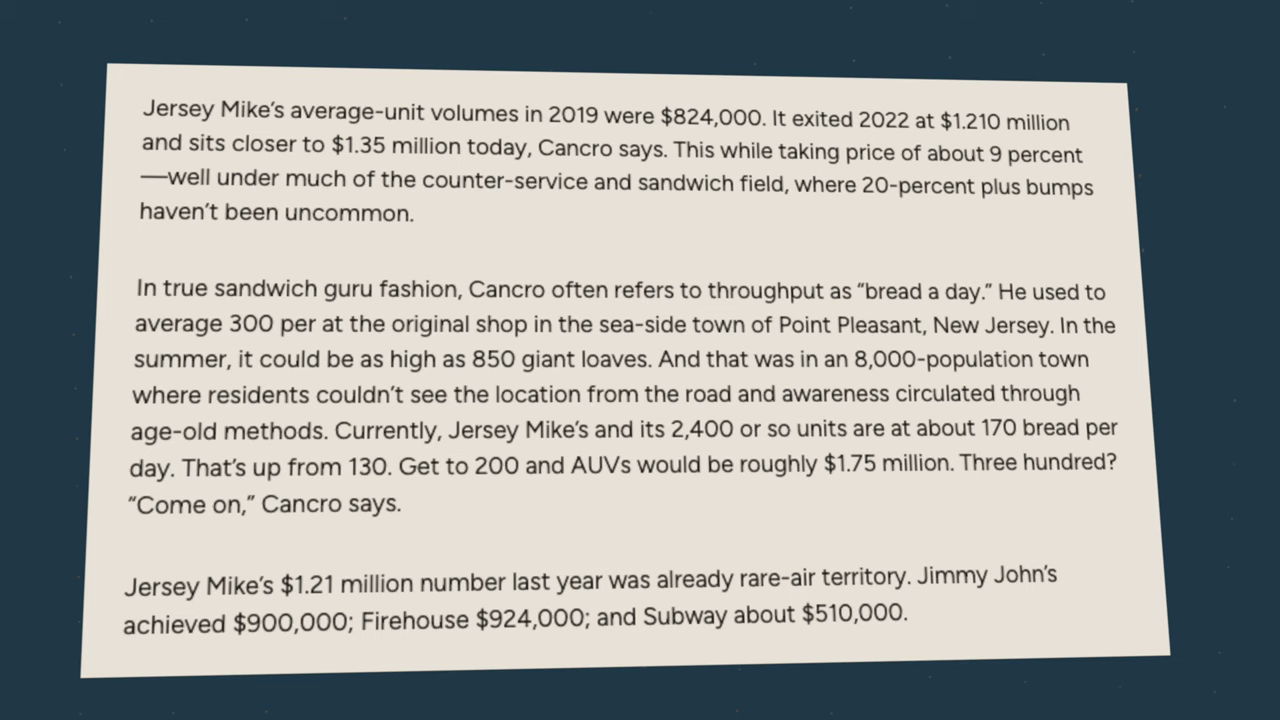 Jersey Mike's average-unit volumes in 2019 were $824,000. It exited 2022 at $1.210 million
and sits closer to $1.35 million today, Cancro says. This while taking price of about 9 percent
—well under much of the counter-service and sandwich field, where 20-percent plus bumps
haven't been uncommon.
In true sandwich guru fashion, Cancro often refers to throughput as “bread a day.” He used to
average 300 per at the original shop in the sea-side town of Point Pleasant, New Jersey. In the
summer, it could be as high as 850 giant loaves. And that was in an 8,000-population town
where residents couldn't see the location from the road and awareness circulated through
age-old methods. Currently, Jersey Mike's and its 2,400 or so units are at about 170 bread per
day. That's up from 130. Get to 200 and AUVs would be roughly $1.75 million. Three hundred?
“Come on,” Cancro says.
Jersey Mike's $1.21 million number last year was already rare-air territory. Jimmy John's
achieved $900,000; Firehouse $924,000; and Subway about $510,000.